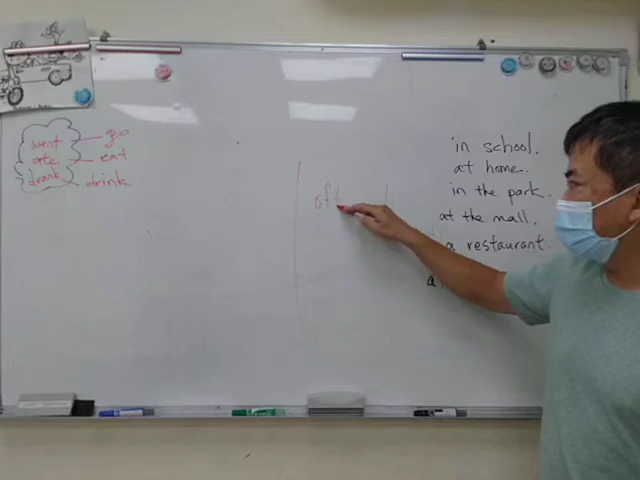 went go
ate eat
drank drink
in school.
at home.
in the park.
at the mall.
a restaurant.